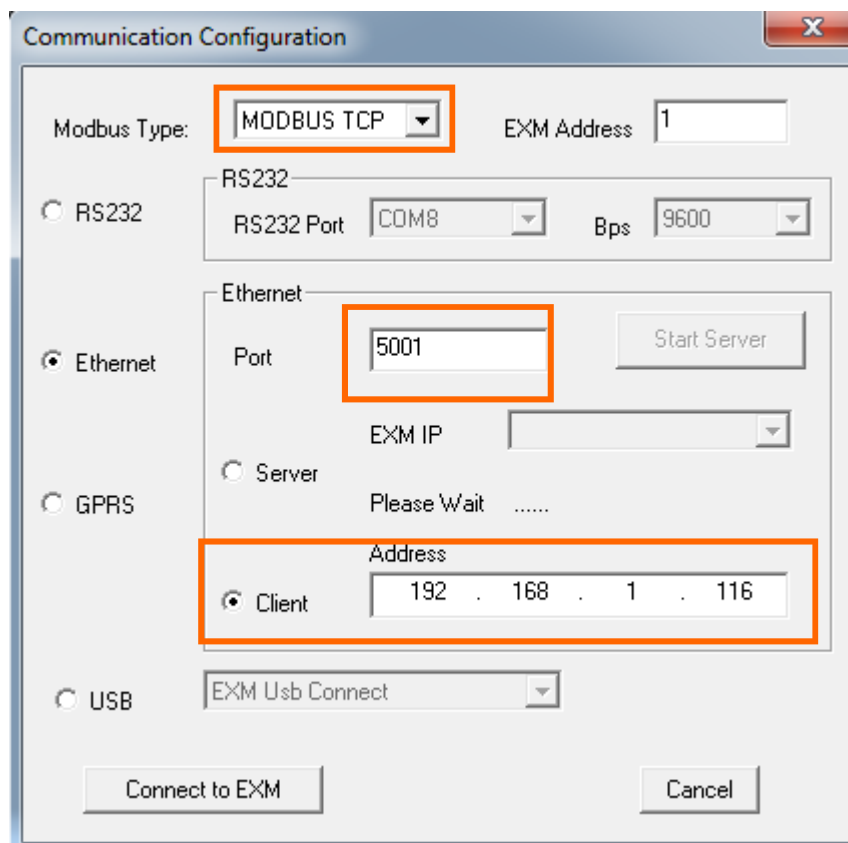 Communication Configuration
Modbus Type: MODBUS TCP EXM Address 1
RS232
RS232 RS232 Port COM8 Bps 9600
Ethernet
Ethernet Port 5001 Start Server
EXM IP
Server
GPRS Please Wait ......
Address
Client 192 . 168 . 1 . 116
USB EXM Usb Connect
Connect to EXM Cancel